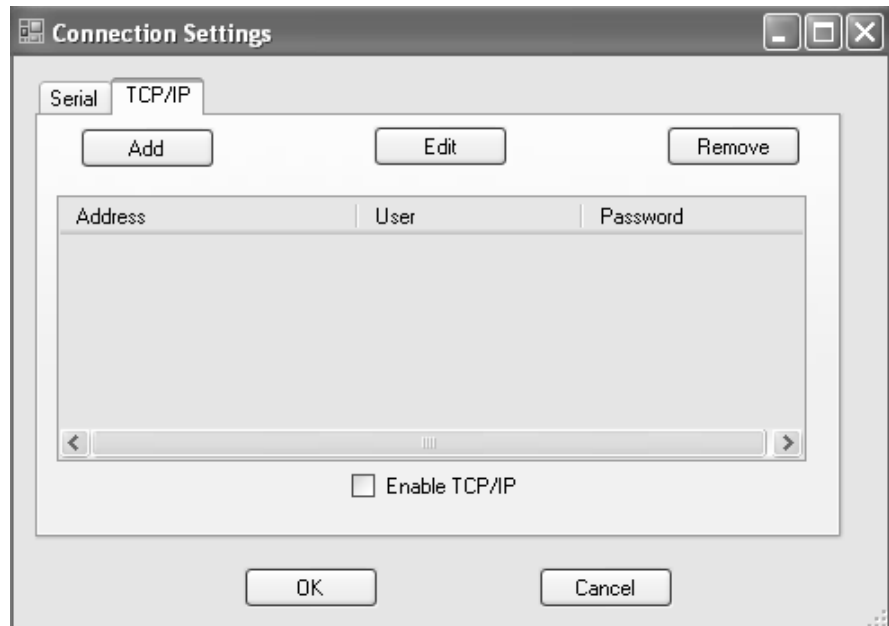 Connection Settings
Serial TCP/IP
Add Edit Remove
Address User Password
Enable TCP/IP
OK Cancel